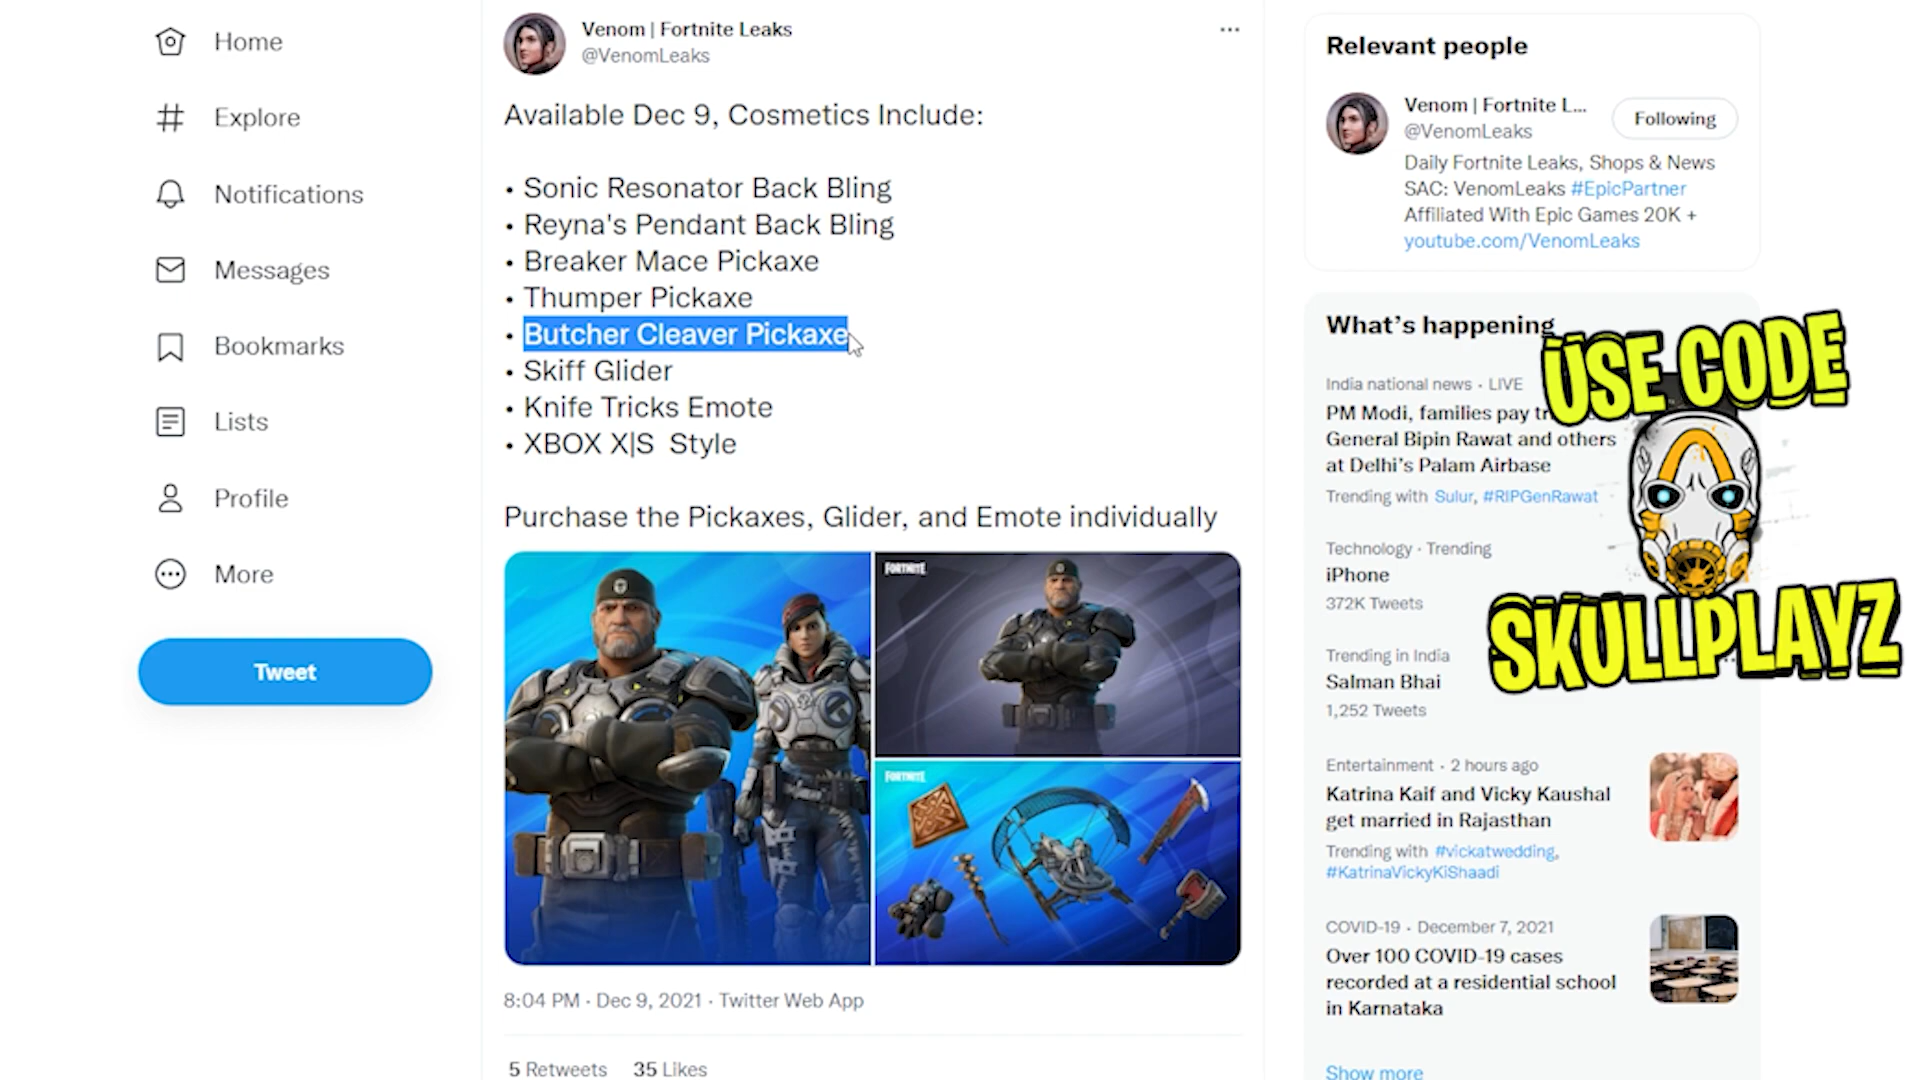 Home
Explore
Notifications
Messages
Bookmarks
Lists
Profile
More
Tweet
Venom | Fortnite Leaks
@VenomLeaks
Available Dec 9, Cosmetics Include:
• Sonic Resonator Back Bling
• Reyna's Pendant Back Bling
• Breaker Mace Pickaxe
• Thumper Pickaxe
• Butcher Cleaver Pickaxe
• Skiff Glider
• Knife Tricks Emote
• XBOX X|S Style
Purchase the Pickaxes, Glider, and Emote individually
FORTNITE
FORTNITE
8:04 PM · Dec 9, 2021 · Twitter Web App
5 Retweets 35 Likes
Relevant people
Venom | Fortnite L...
@VenomLeaks
Following
Daily Fortnite Leaks, Shops & News
SAC: VenomLeaks #EpicPartner
Affiliated With Epic Games 20K +
youtube.com/VenomLeaks
What's happening
India national news · LIVE
PM Modi, families pay
General Bipin Rawat and others
at Delhi's Palam Airbase
Trending with Sulur, #RIPGenRawat
Technology · Trending
iPhone
372K Tweets
Trending in India
Salman Bhai
1,252 Tweets
Entertainment · 2 hours ago
Katrina Kaif and Vicky Kaushal
get married in Rajasthan
Trending with #vickatwedding,
#KatrinaVickyKiShaadi
COVID-19 · December 7, 2021
Over 100 COVID-19 cases
recorded at a residential school
in Karnataka
Show more
USE CODE
SKULLPLAYZ